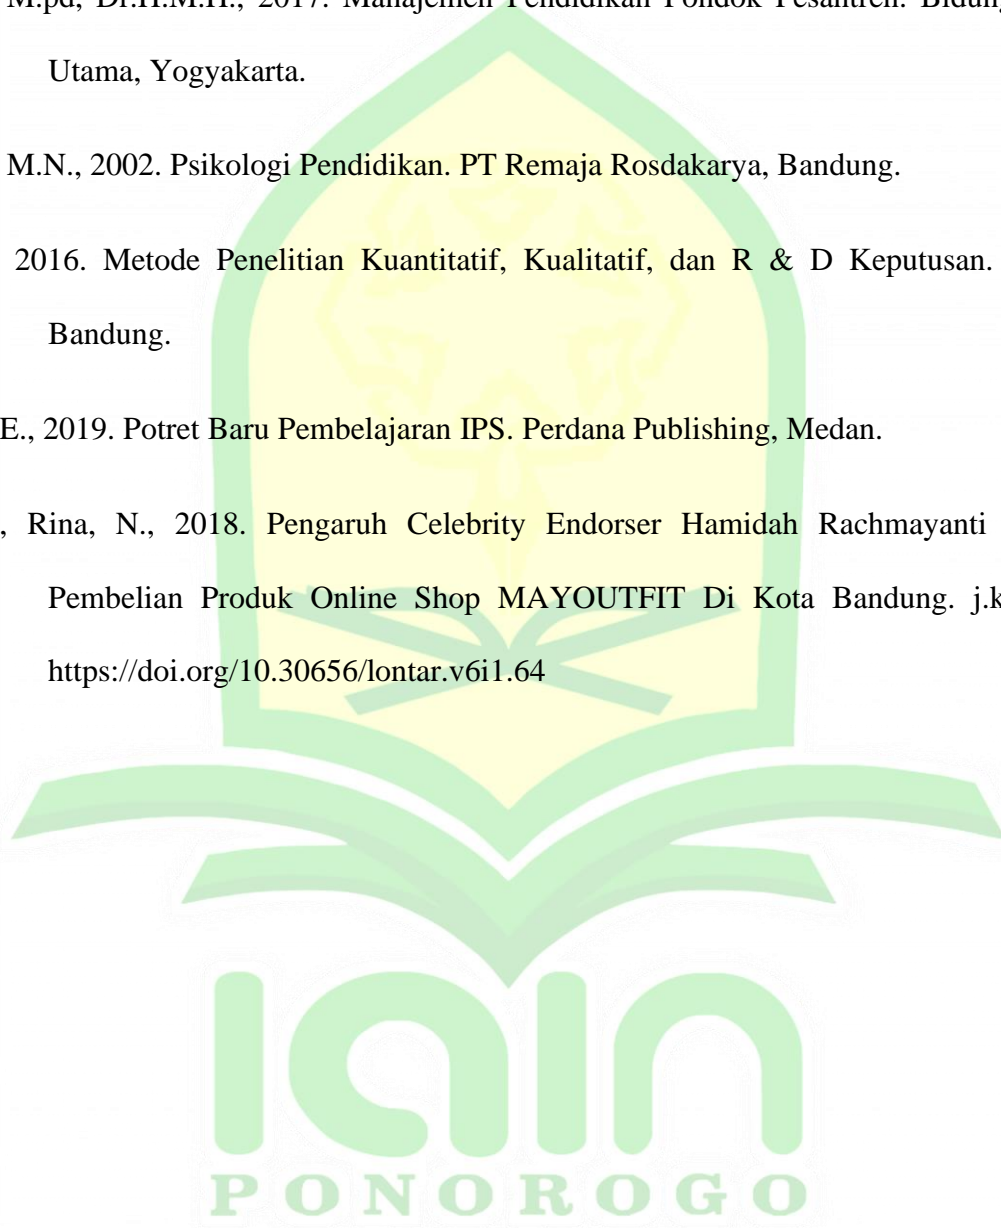 M.pd, Dr.H.M.H., 2017. Manajemen Pendidikan Pondok Pesantren. Bidung
Utama, Yogyakarta.
M.N., 2002. Psikologi Pendidikan. PT Remaja Rosdakarya, Bandung.
2016. Metode Penelitian Kuantitatif, Kualitatif, dan R & D Keputusan.
Bandung.
E., 2019. Potret Baru Pembelajaran IPS. Perdana Publishing, Medan.
, Rina, N., 2018. Pengaruh Celebrity Endorser Hamidah Rachmayanti
Pembelian Produk Online Shop MAYOUTFIT Di Kota Bandung. j.k
https://doi.org/10.30656/lontar.v6i1.64
IAIN
PONOROGO